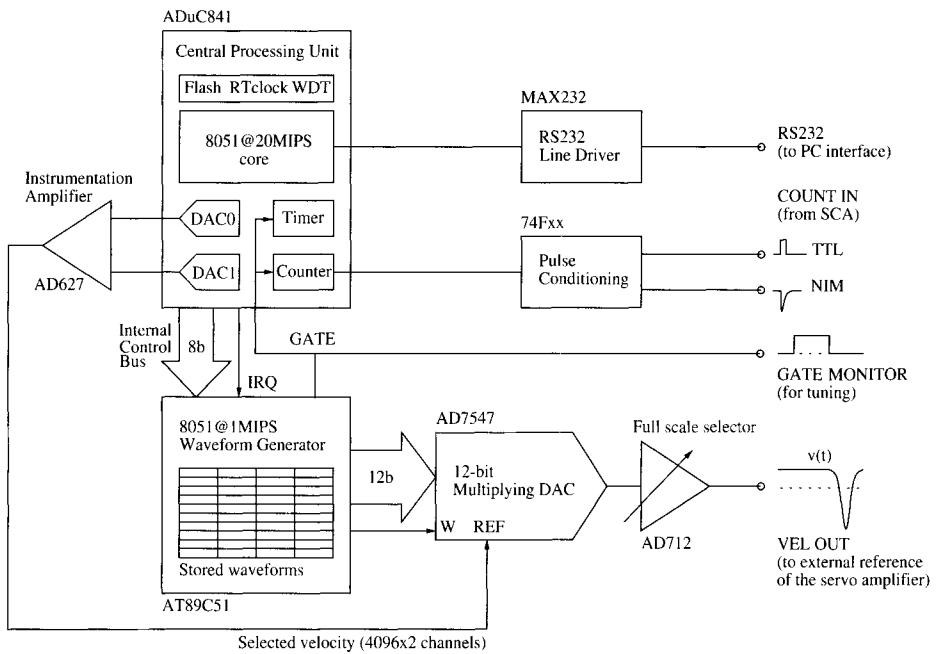 ADuC841
Central Processing Unit
Flash RTclock WDT
8051@20MIPS
core
MAX232
RS232
Line Driver
RS232
(to PC interface)
Instrumentation
Amplifier
AD627
DAC0
DAC1
Timer
Counter
74Fxx
Pulse
Conditioning
COUNT IN
(from SCA)
TTL
NIM
Internal
Control
Bus
8b
IRQ
GATE
GATE MONITOR
(for tuning)
8051@1MIPS
Waveform Generator
Stored waveforms
AT89C51
12b
AD7547
12-bit
Multiplying DAC
W REF
Full scale selector
AD712
v(t)
VEL OUT
(to external reference
of the servo amplifier)
Selected velocity (4096x2 channels)